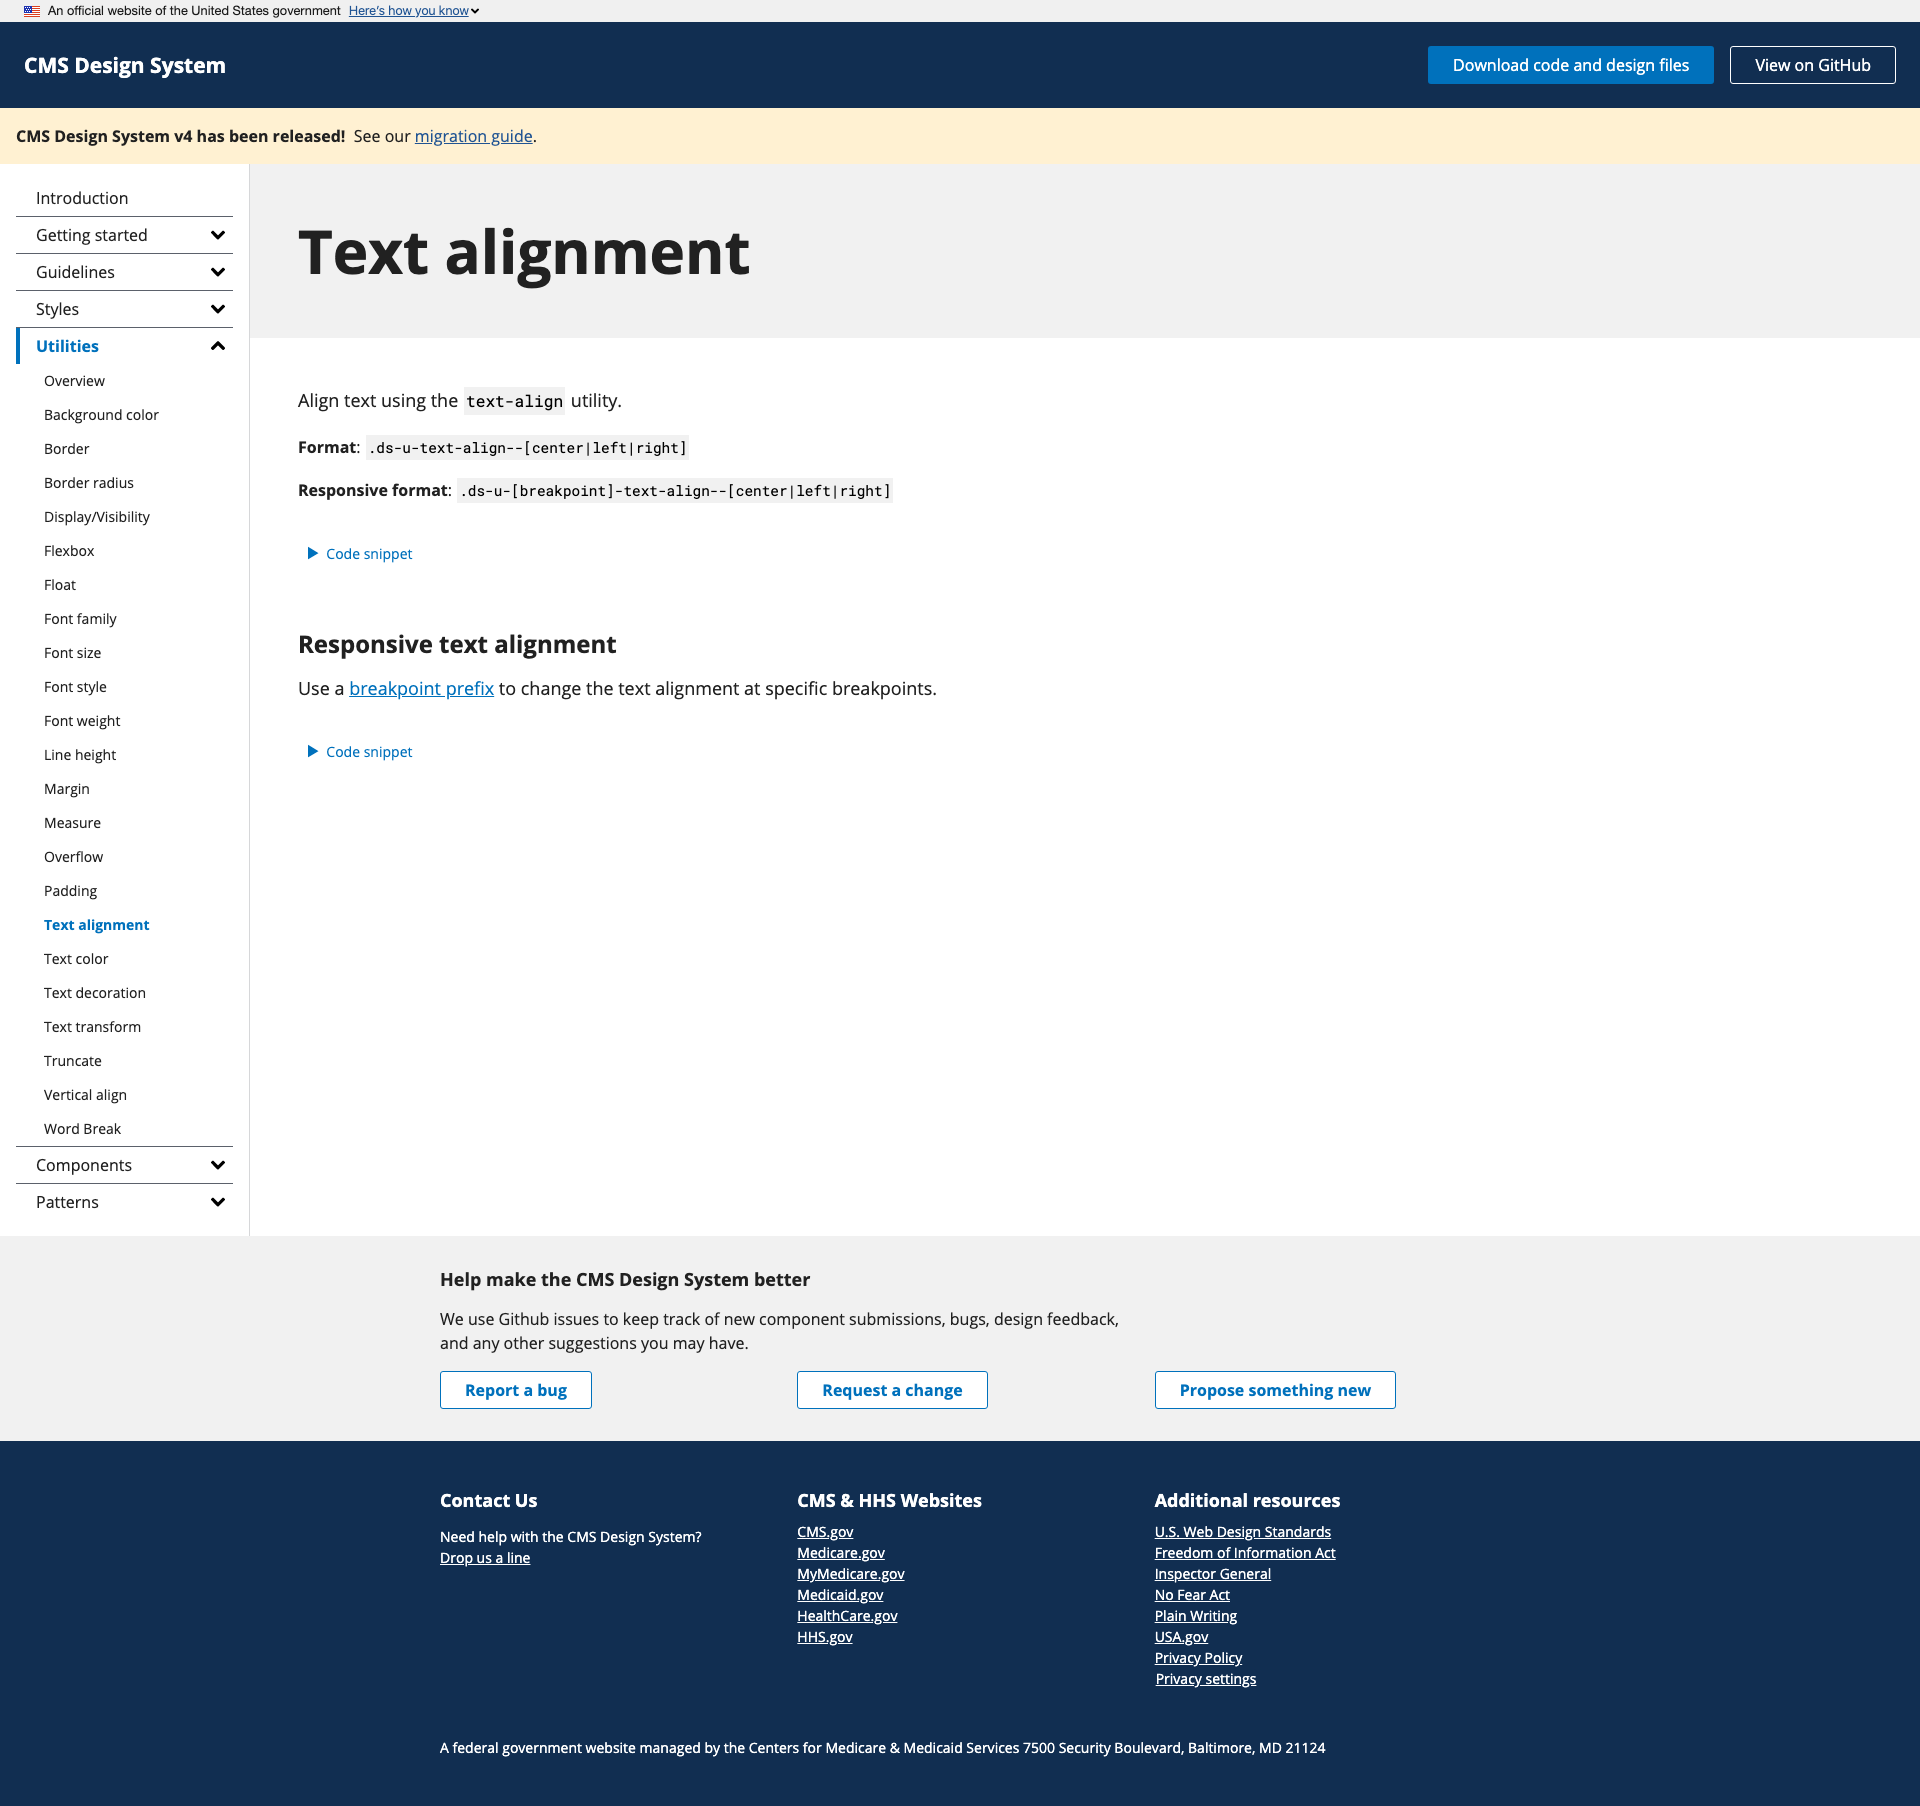 An official website of the United States government Here's how you know
CMS Design System
Download code and design files
View on GitHub
CMS Design System v4 has been released! See our migration guide.
Introduction
Getting started
Guidelines
Styles
Utilities
Overview
Background color
Border
Border radius
Display/Visibility
Flexbox
Float
Font family
Font size
Font style
Font weight
Line height
Margin
Measure
Overflow
Padding
Text alignment
Text color
Text decoration
Text transform
Truncate
Vertical align
Word Break
Components
Patterns
Text alignment
Align text using the text-align utility.
Format: .ds-u-text-align--[center|left|right]
Responsive format: .ds-u-[breakpoint]-text-align--[center|left|right]
Code snippet
Responsive text alignment
Use a breakpoint prefix to change the text alignment at specific breakpoints.
Code snippet
Help make the CMS Design System better
We use Github issues to keep track of new component submissions, bugs, design feedback,
and any other suggestions you may have.
Report a bug
Request a change
Propose something new
Contact Us
Need help with the CMS Design System?
Drop us a line
CMS & HHS Websites
CMS.gov
Medicare.gov
MyMedicare.gov
Medicaid.gov
HealthCare.gov
HHS.gov
Additional resources
U.S. Web Design Standards
Freedom of Information Act
Inspector General
No Fear Act
Plain Writing
USA.gov
Privacy Policy
Privacy settings
A federal government website managed by the Centers for Medicare & Medicaid Services 7500 Security Boulevard, Baltimore, MD 21124